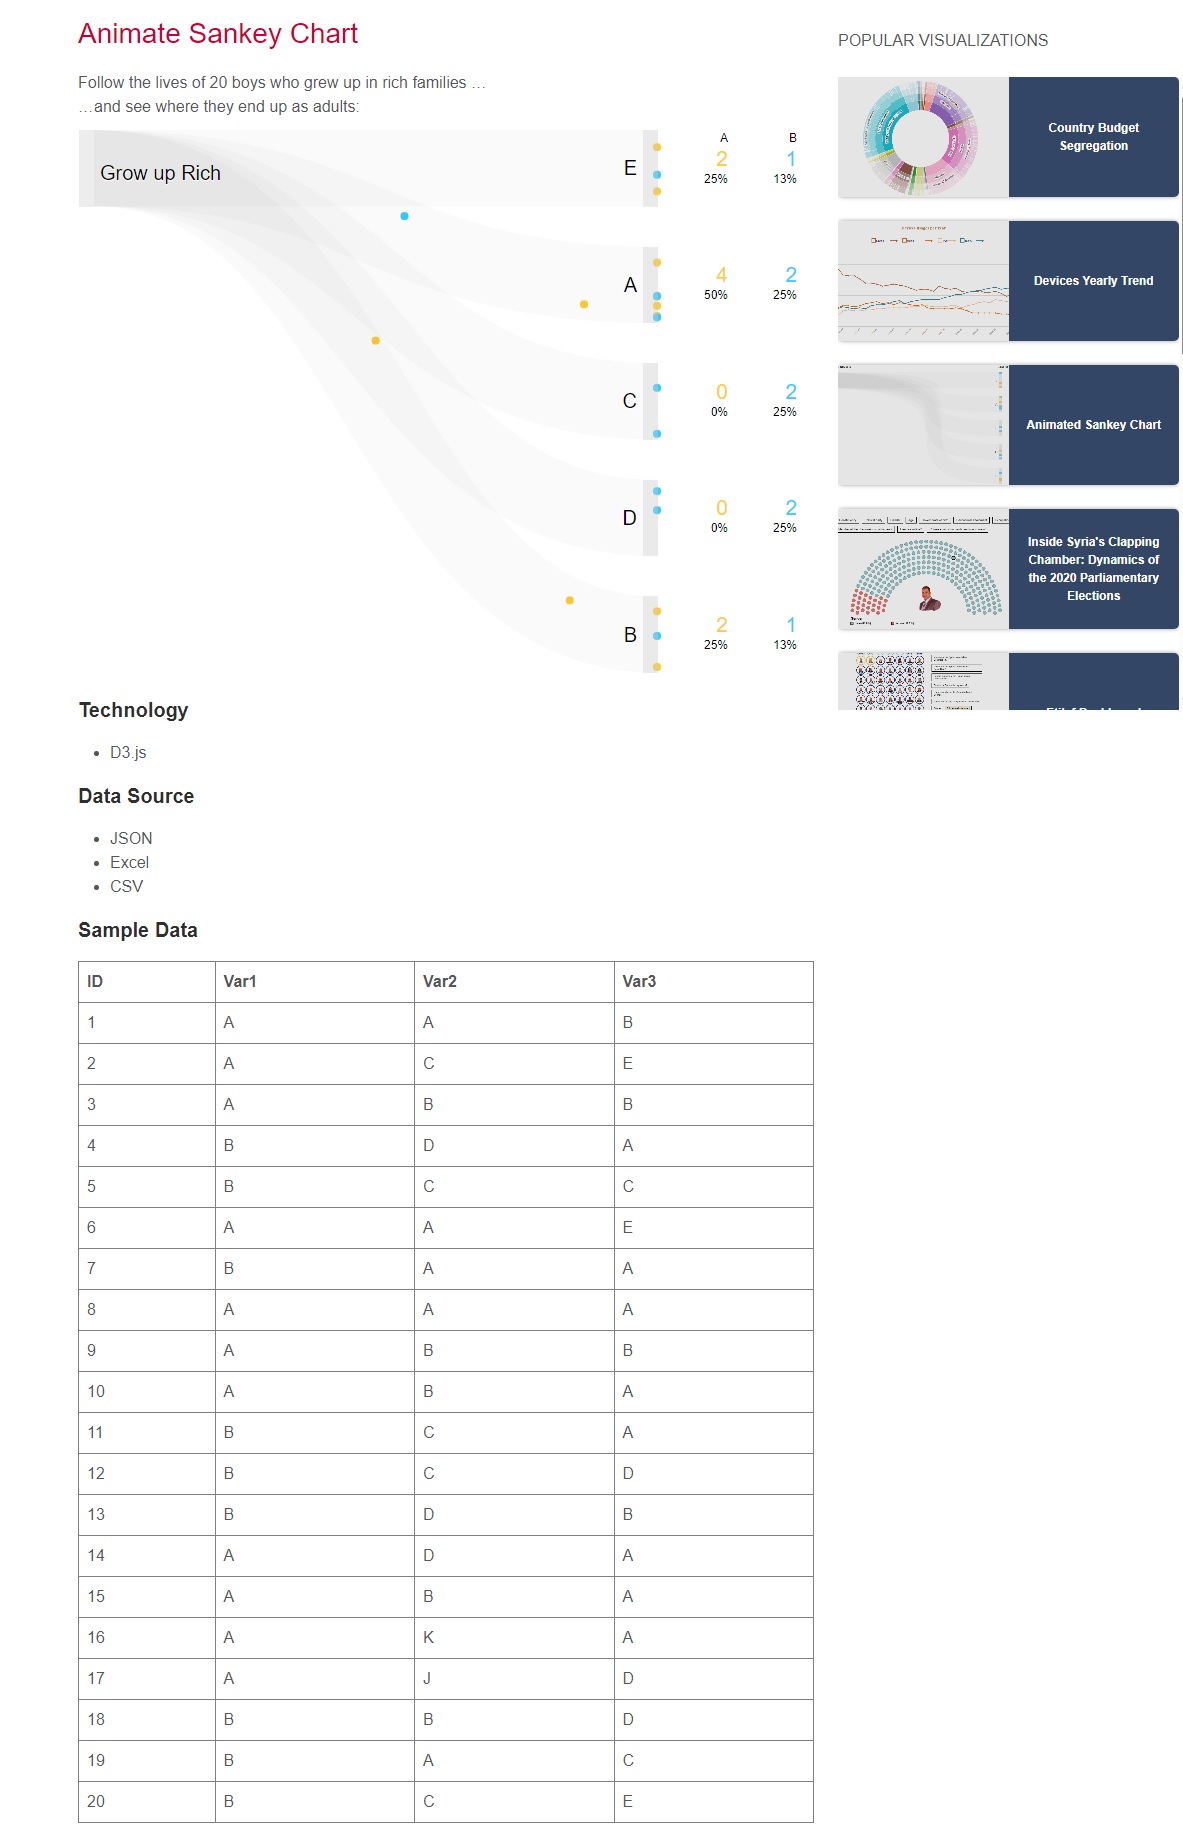 Animate Sankey Chart
Follow the lives of 20 boys who grew up in rich families …
…and see where they end up as adults:
A B
Grow up Rich
E 2 1
25% 13%
A 4 2
50% 25%
C 0 2
0% 25%
D 0 2
0% 25%
B 2 1
25% 13%
POPULAR VISUALIZATIONS
Country Budget
Segregation
Devices Yearly Trend
Animated Sankey Chart
Inside Syria's Clapping
Chamber: Dynamics of
the 2020 Parliamentary
Elections
Technology
D3.js
Data Source
JSON
Excel
CSV
Sample Data
ID Var1 Var2 Var3
1 A A B
2 A C E
3 A B B
4 B D A
5 B C C
6 A A E
7 B A A
8 A A A
9 A B B
10 A B A
11 B C A
12 B C D
13 B D B
14 A D A
15 A B A
16 A K A
17 A J D
18 B B D
19 B A C
20 B C E